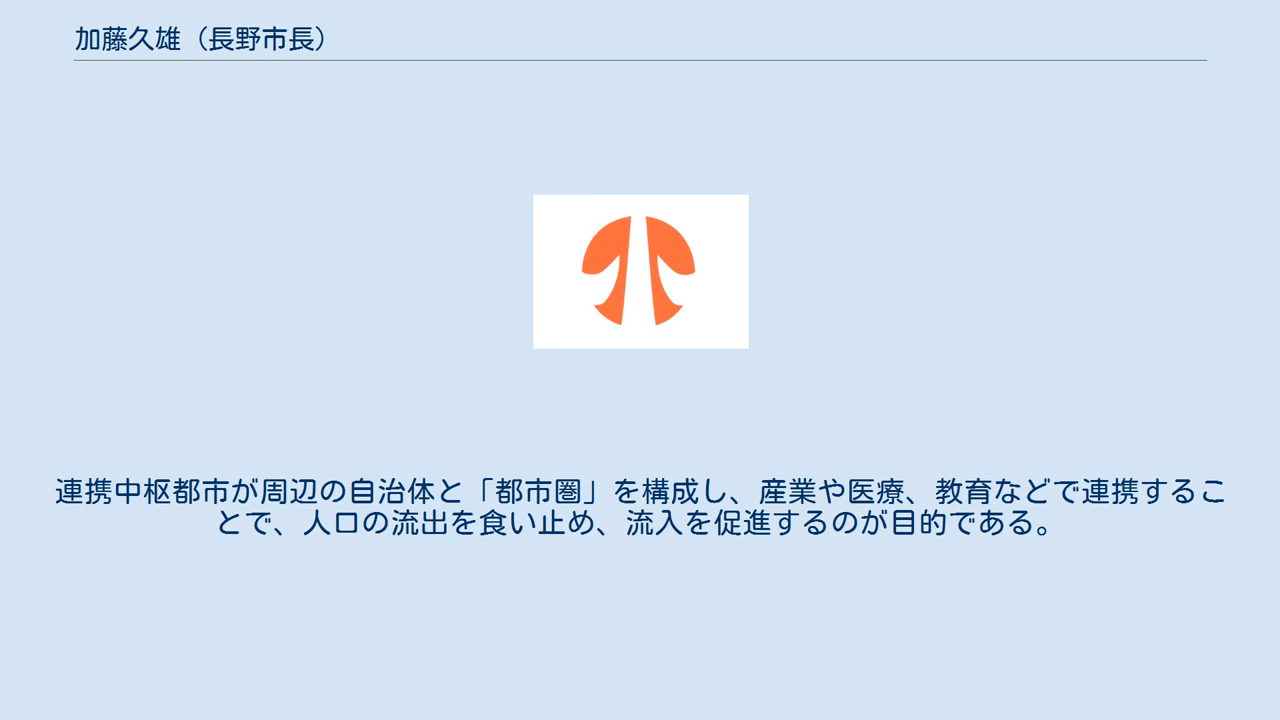 加藤久雄（長野市長）
連携中枢都市が周辺の自治体と「都市圏」を構成し、産業や医療、教育などで連携するこ
とで、人口の流出を食い止め、流入を促進するのが目的である。